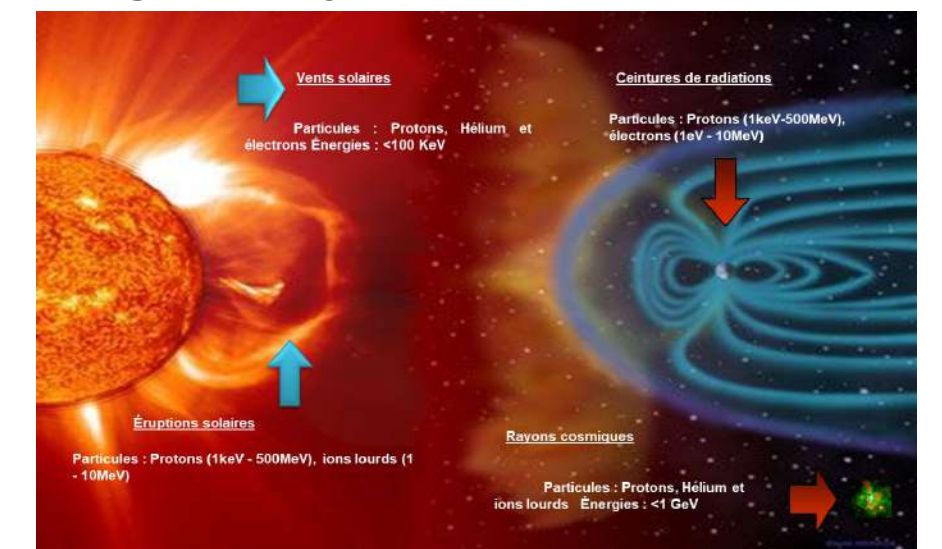 Vents solaires
Particules : Protons, Hélium et
électrons Énergies : <100 KeV
Ceintures de radiations
Particules : Protons (1keV-500MeV),
électrons (1eV - 10MeV)
Éruptions solaires
Particules : Protons (1keV - 500MeV), ions lourds (1
- 10MeV)
Rayons cosmiques
Particules : Protons, Hélium et
ions lourds Énergies : <1 GeV